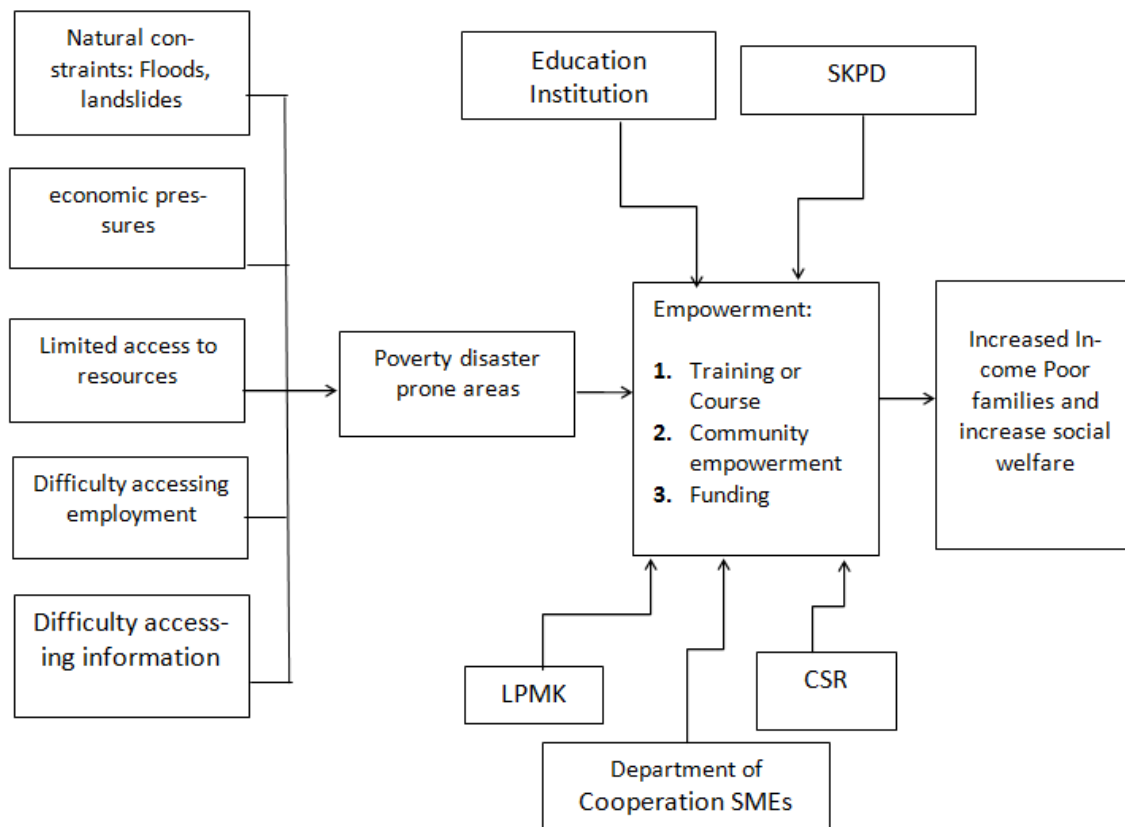 Natural con-
straints: Floods,
landslides
economic pres-
sures
Limited access to
resources
Difficulty accessing
employment
Difficulty access-
ing information
Poverty disaster
prone areas
Education
Institution
SKPD
Empowerment:
1. Training or
Course
2. Community
empowerment
3. Funding
LPMK
Department of
Cooperation SMEs
CSR
Increased In-
come Poor
families and
increase social
welfare